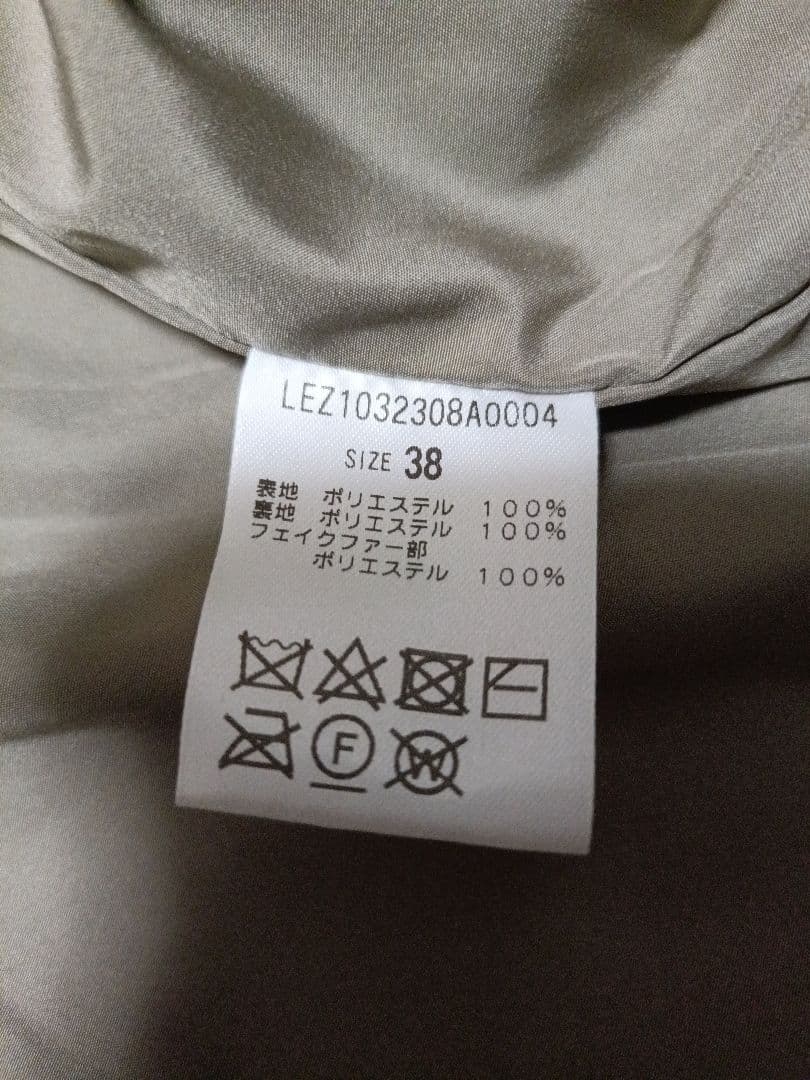 LEZ1032308A0004
SIZE 38
表地 ポリエステル 100%
裏地 ポリエステル 100%
フェイクファー部
ポリエステル 100%
F
W